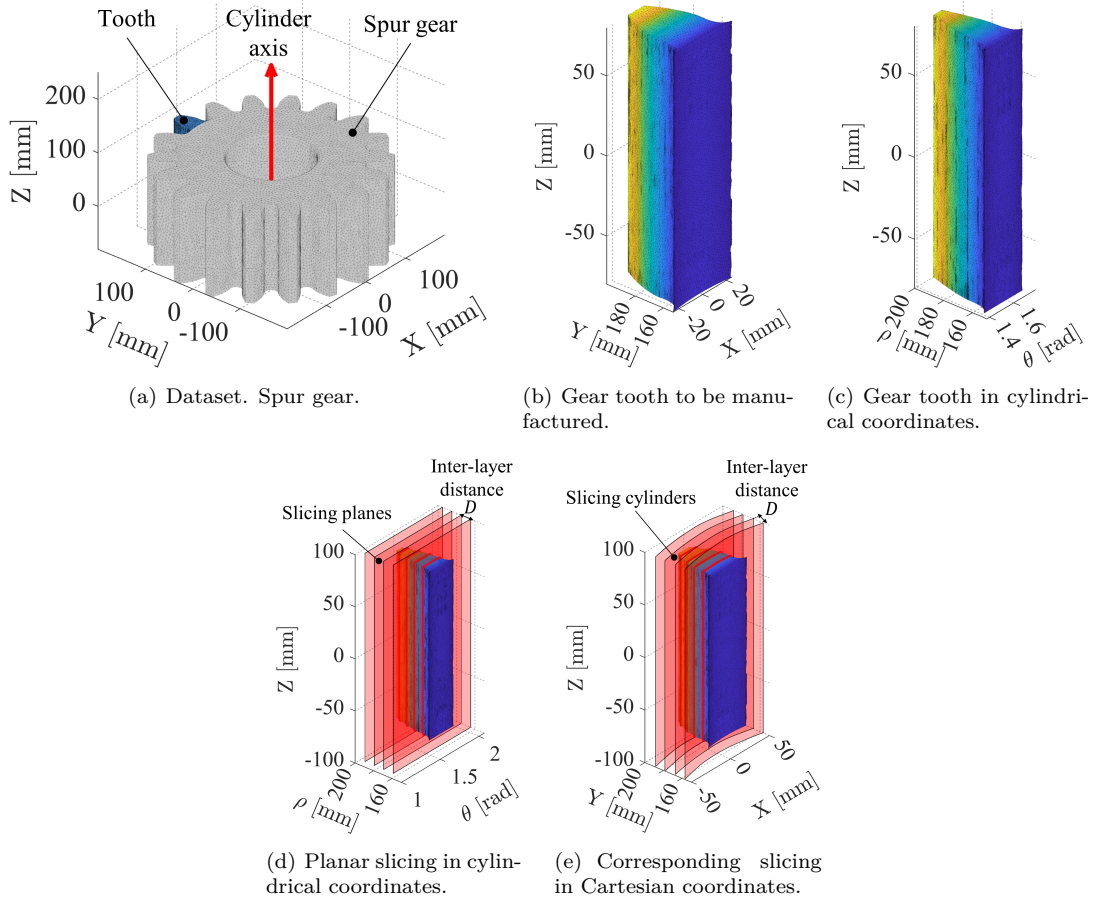 Tooth
Cylinder
axis
Spur gear
200
100
0
Z [mm]
100
0
-100
Y [mm]
100
0
-100
X [mm]
(a) Dataset. Spur gear.
50
0
-50
Z [mm]
180
160
Y [mm]
20
0
-20
X [mm]
(b) Gear tooth to be manu-
factured.
50
0
-50
Z [mm]
200
180
160
ρ [mm]
1.6
1.4
θ [rad]
(c) Gear tooth in cylindri-
cal coordinates.
Inter-layer
distance
D
Slicing planes
100
50
0
-50
-100
Z [mm]
200
160
ρ [mm]
2
1.5
1
θ [rad]
(d) Planar slicing in cylin-
drical coordinates.
Inter-layer
distance
D
Slicing cylinders
100
50
0
-50
-100
Z [mm]
200
160
Y [mm]
50
0
-50
X [mm]
(e) Corresponding slicing
in Cartesian coordinates.